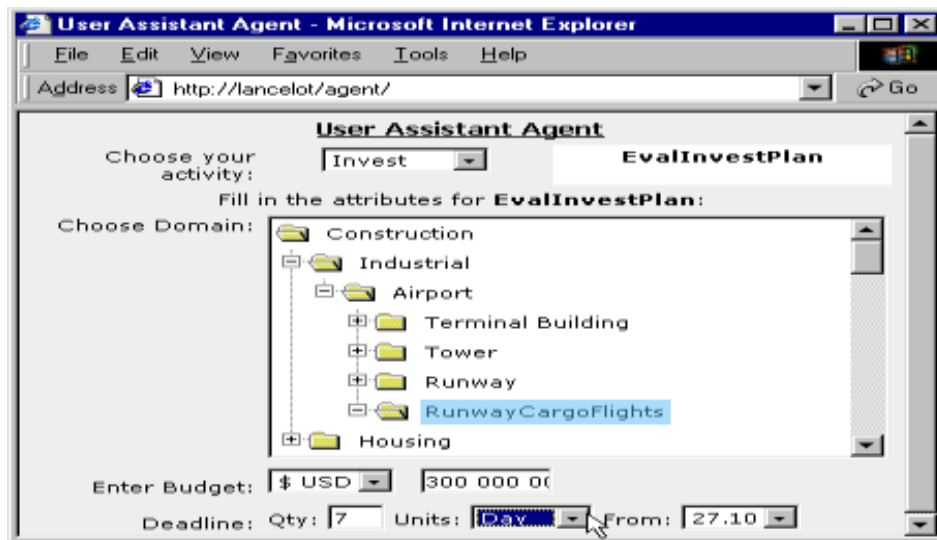 User Assistant Agent - Microsoft Internet Explorer
File Edit View Favorites Tools Help
Address http://lancelot/agent/ Go
User Assistant Agent
Choose your activity: Invest EvalInvestPlan
Fill in the attributes for EvalInvestPlan:
Choose Domain: Construction
Industrial
Airport
Terminal Building
Tower
Runway
RunwayCargoFlights
Housing
Enter Budget: $ USD 300 000 0(
Deadline: Qty: 7 Units: Day From: 27.10